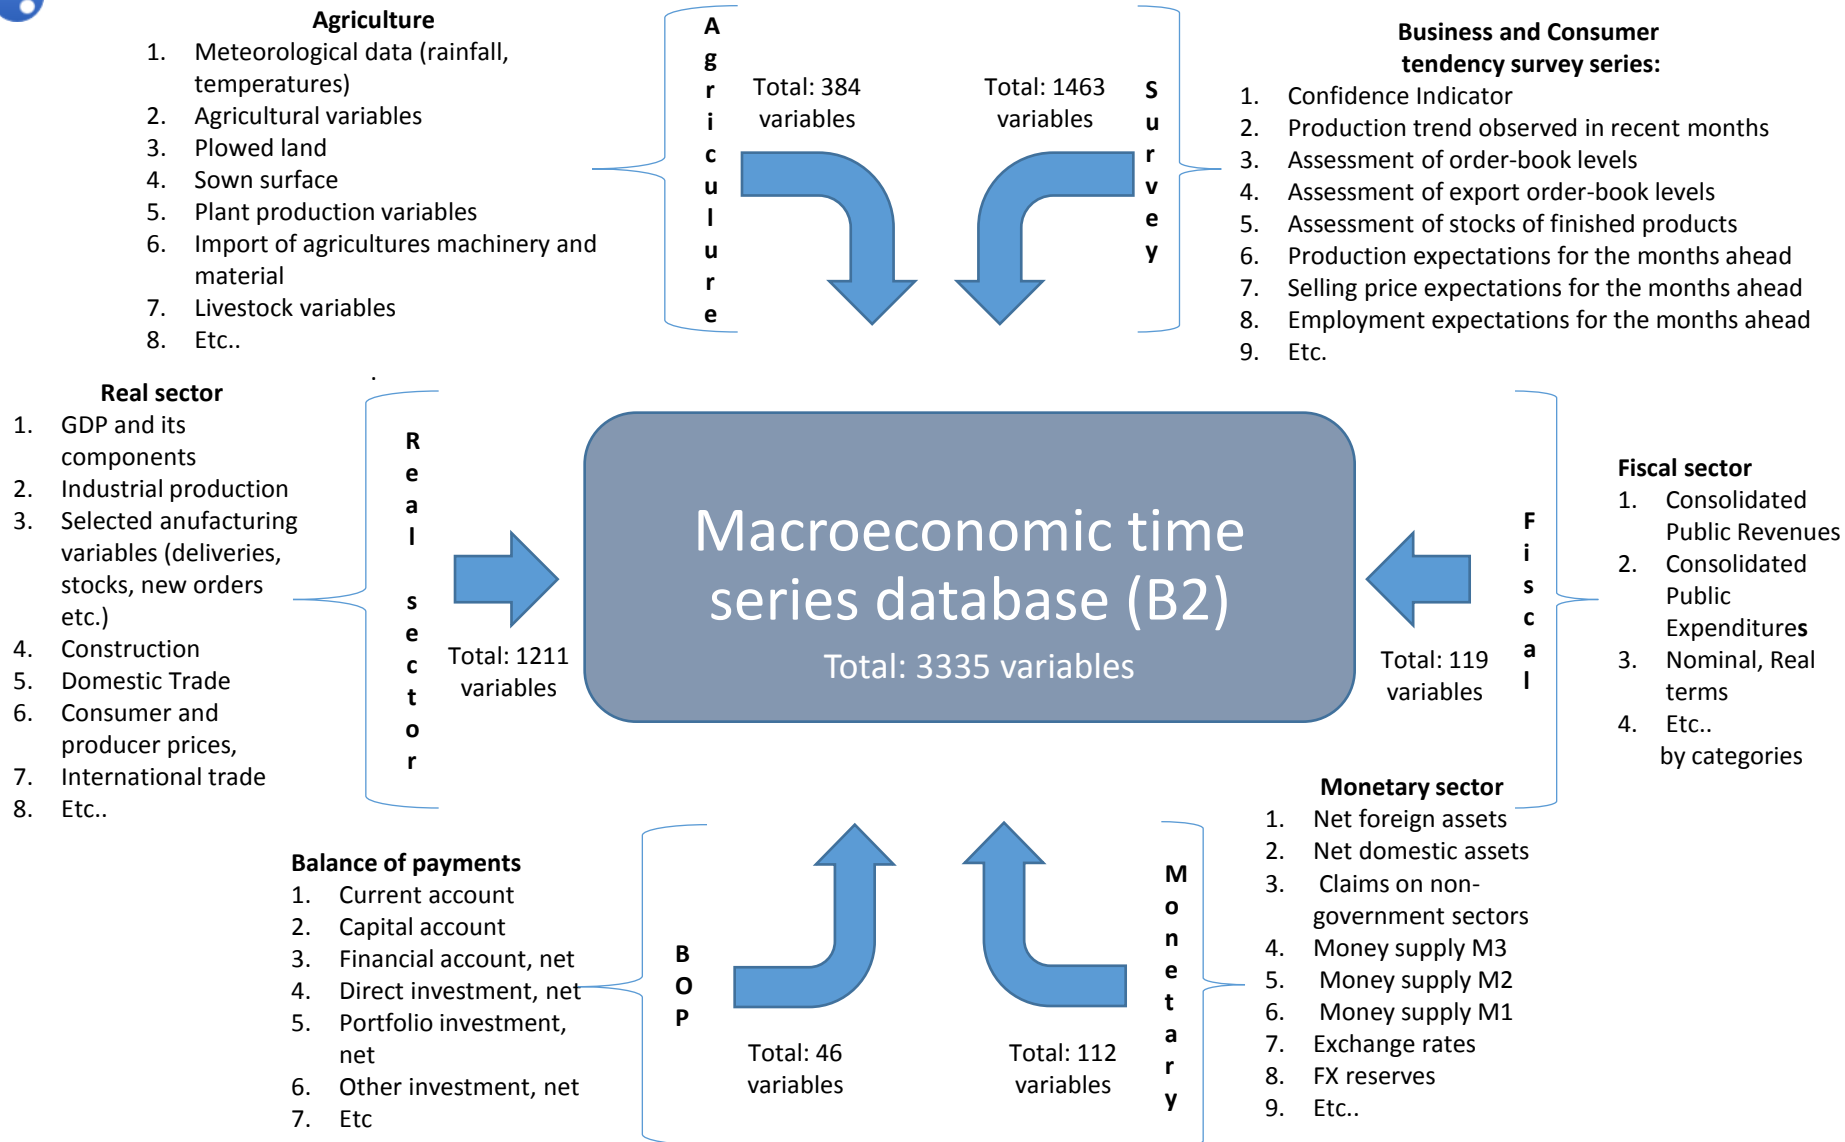 Agriculture
1. Meteorological data (rainfall,
temperatures)
2. Agricultural variables
3. Plowed land
4. Sown surface
5. Plant production variables
6. Import of agricultures machinery and
material
7. Livestock variables
8. Etc..
.
A
g
r
i
c
u
l
u
r
e
Total: 384
variables
Total: 1463
variables
S
u
r
v
e
y
Business and Consumer
tendency survey series:
1. Confidence Indicator
2. Production trend observed in recent months
3. Assessment of order-book levels
4. Assessment of export order-book levels
5. Assessment of stocks of finished products
6. Production expectations for the months ahead
7. Selling price expectations for the months ahead
8. Employment expectations for the months ahead
9. Etc.
Real sector
1. GDP and its
components
2. Industrial production
3. Selected anufacturing
variables (deliveries,
stocks, new orders
etc.)
4. Construction
5. Domestic Trade
6. Consumer and
producer prices,
7. International trade
8. Etc..
R
e
a
l
s
e
c
t
o
r
Total: 1211
variables
Macroeconomic time
series database (B2)
Total: 3335 variables
Total: 119
variables
F
i
s
c
a
l
Fiscal sector
1. Consolidated
Public Revenues
2. Consolidated
Public
Expenditures
3. Nominal, Real
terms
4. Etc..
by categories
Balance of payments
1. Current account
2. Capital account
3. Financial account, net
4. Direct investment, net
5. Portfolio investment,
net
6. Other investment, net
7. Etc
B
O
P
Total: 46
variables
Total: 112
variables
M
o
n
e
t
a
r
y
Monetary sector
1. Net foreign assets
2. Net domestic assets
3. Claims on non-
government sectors
4. Money supply M3
5. Money supply M2
6. Money supply M1
7. Exchange rates
8. FX reserves
9. Etc..